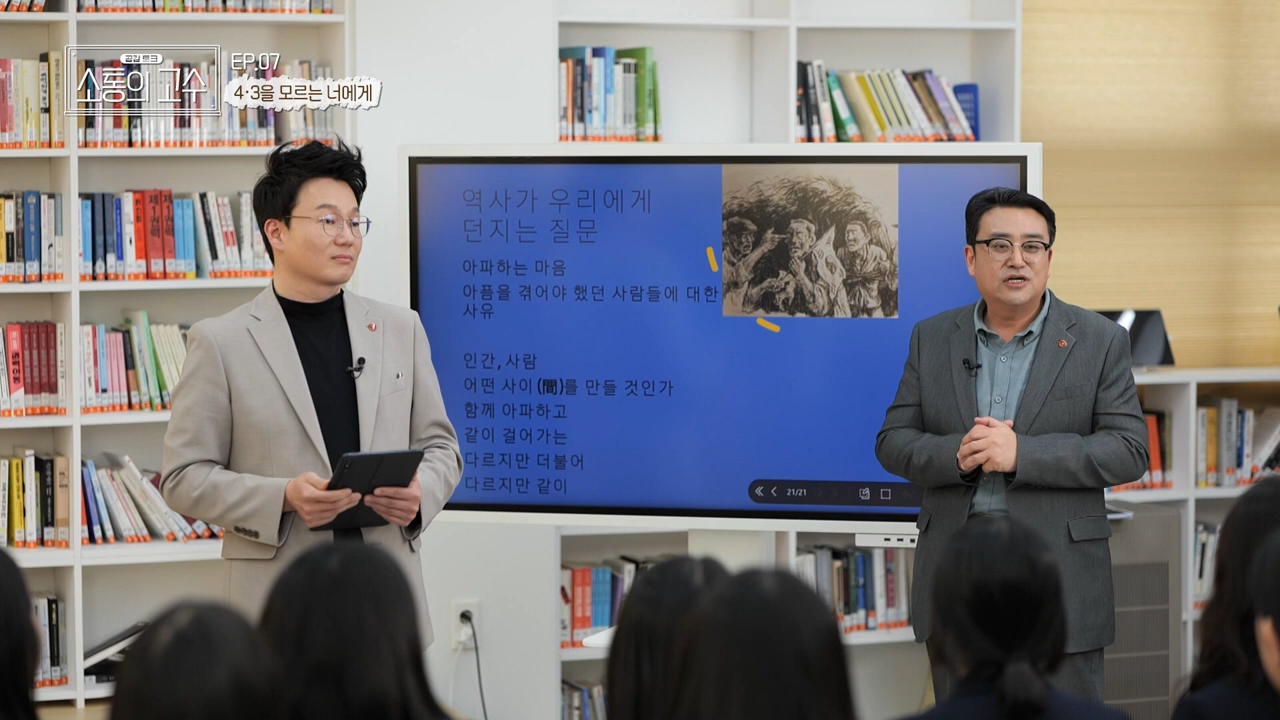 공감 토크
소통의 고수
EP.07
4·3을 모르는 너에게
역사가 우리에게
던지는 질문
아파하는 마음
아픔을 겪어야 했던 사람들에 대한
사유
인간, 사람
어떤 사이(間)를 만들 것인가
함께 아파하고
같이 걸어가는
다르지만 더불어
다르지만 같이
21/21